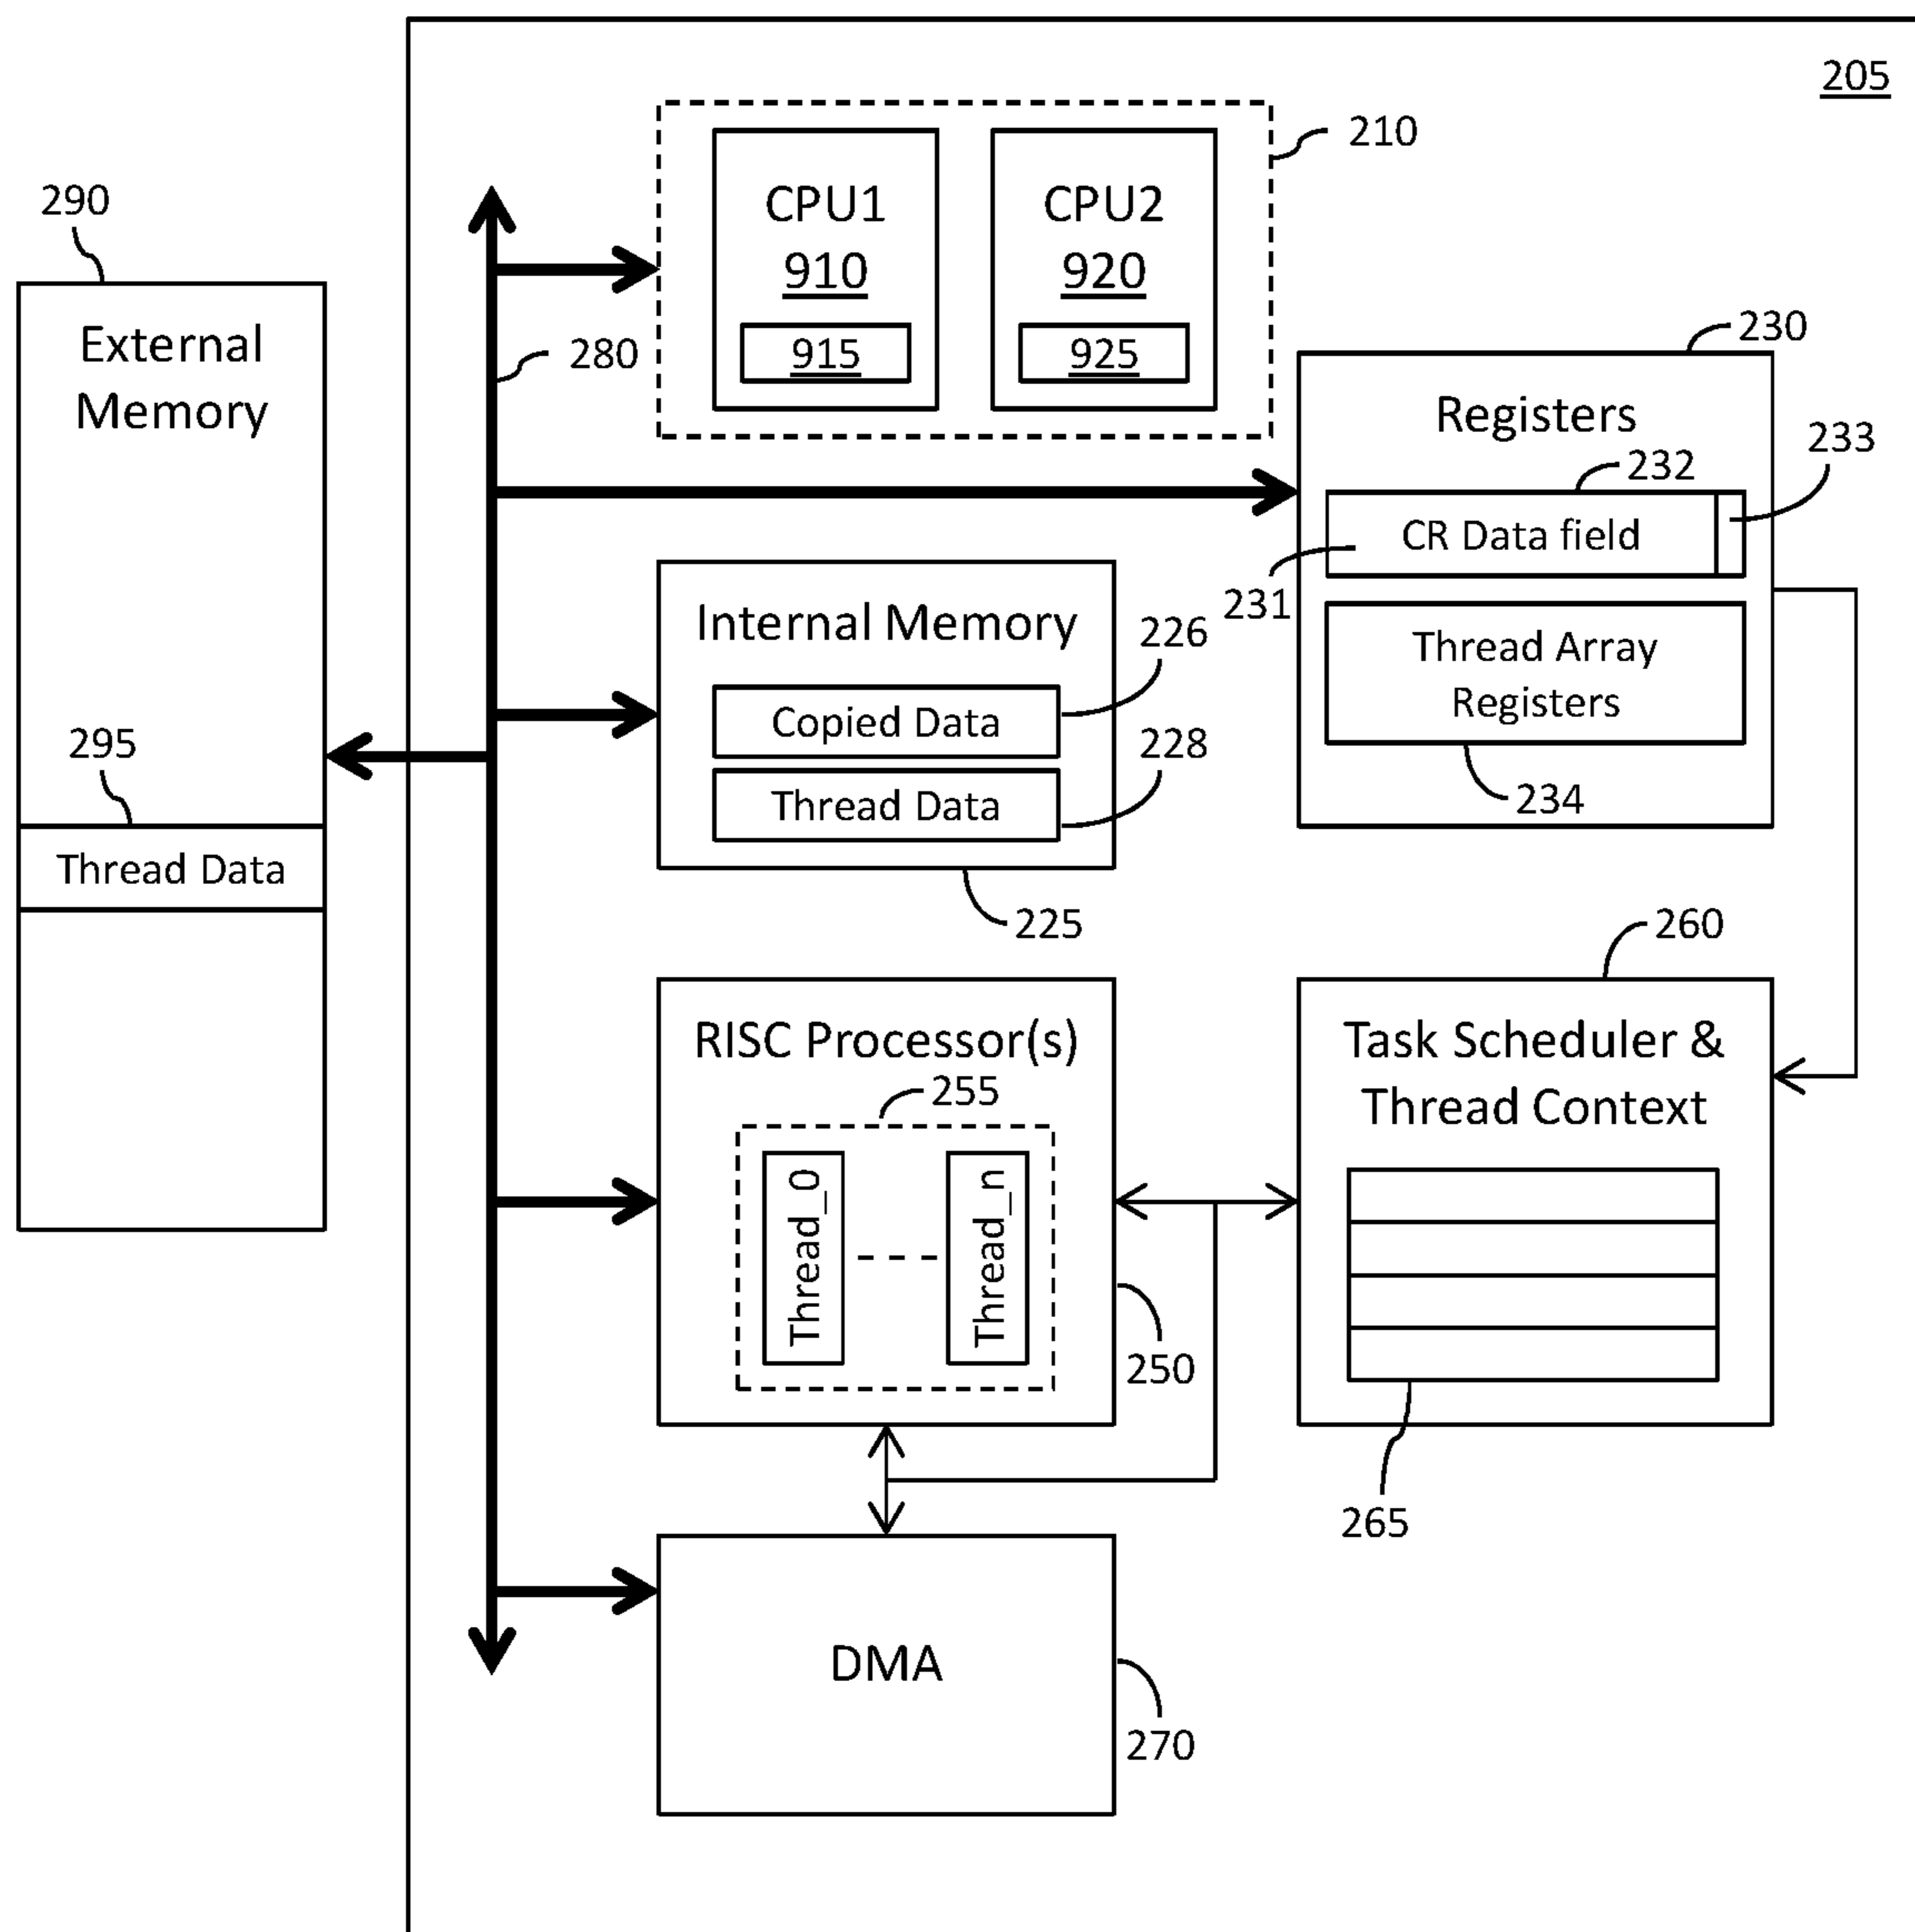 205
210
CPU1
910
915
CPU2
920
925
290
External
Memory
280
230
Registers
233
232
CR Data field
231
Thread Array
Registers
234
Internal Memory
226
Copied Data
228
Thread Data
225
295
Thread Data
260
RISC Processor(s)
255
Thread_0
Thread_n
250
Task Scheduler &
Thread Context
265
DMA
270